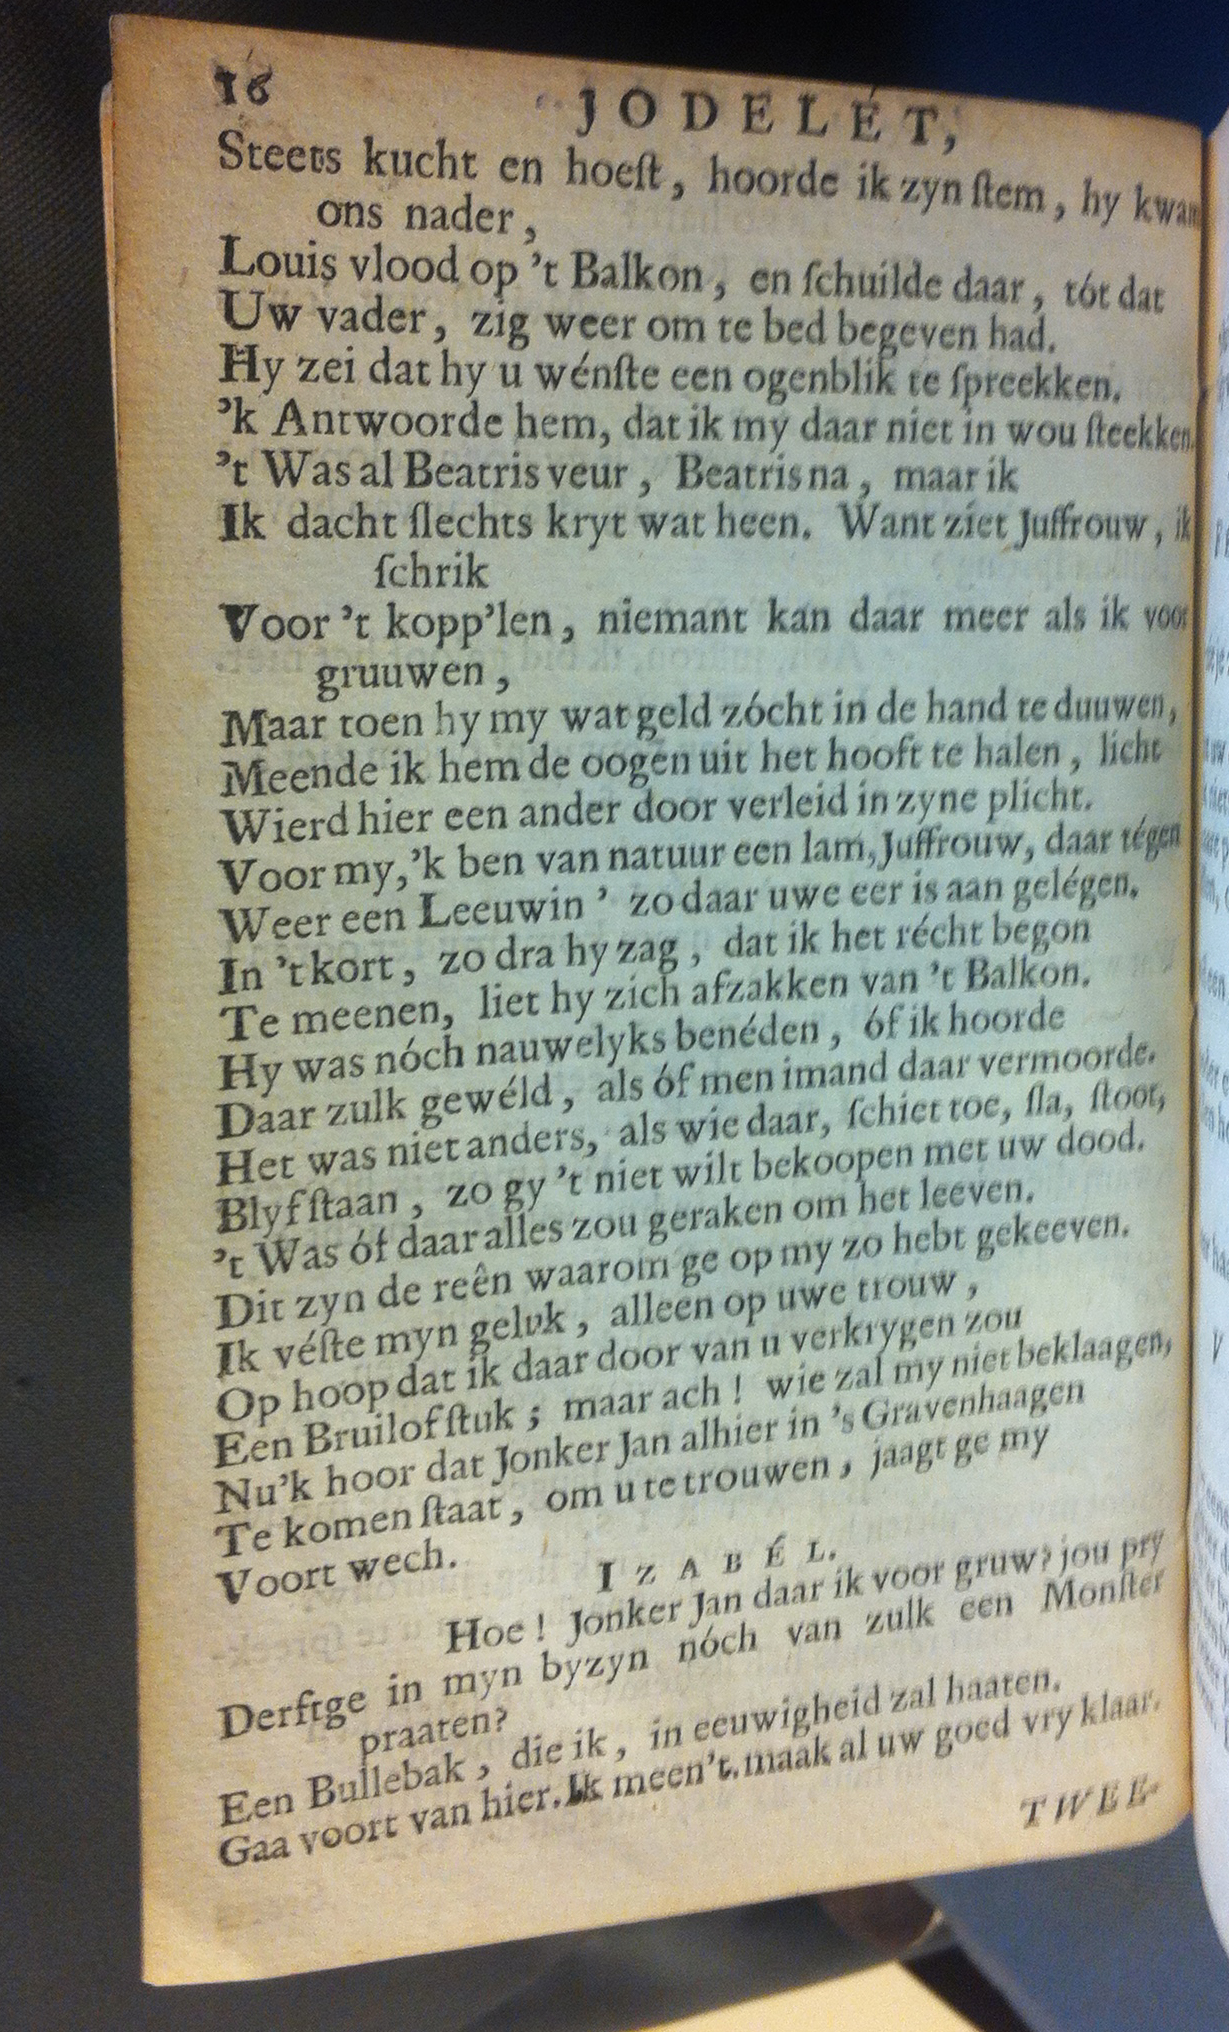 16
JODELÉT,
Steets kucht en hoeſt, hoorde ik zyn ſtem, hy kwam
ons nader,
Louis vlood op 't Balkon, en ſchuilde daar, tót dat
Uw vader, zig weer om te bed begeven had.
Hy zei dat hy u wénſte een ogenblik te ſpreekken.
'k Antwoorde hem, dat ik my daar niet in wou ſteekken.
't Was al Beatris veur, Beatris na, maar ik
Ik dacht ſlechts kryt wat heen. Want ziet Juffrouw, ik
ſchrik
Voor 't kopp'len, niemant kan daar meer als ik voor
gruuwen,
Maar toen hy my wat geld zócht in de hand te duuwen,
Meende ik hem de oogen uit het hooft te halen, licht
Wierd hier een ander door verleid in zyne plicht.
Voor my, 'k ben van natuur een lam, Juffrouw, daar tégen
Weer een Leeuwin' zo daar uwe eer is aan gelégen.
In 't kort, zo dra hy zag, dat ik het récht begon
Te meenen, liet hy zich afzakken van 't Balkon.
Hy was nóch nauwelyks benéden, óf ik hoorde
Daar zulk gewéld, als óf men imand daar vermoorde.
Het was niet anders, als wie daar, ſchiet toe, ſla, ſtoot,
Blyf ſtaan, zo gy 't niet wilt bekoopen met uw dood.
't Was óf daar alles zou geraken om het leeven.
Dit zyn de reên waarom ge op my zo hebt gekeeven.
Ik véſte myn geluk, alleen op uwe trouw,
Op hoop dat ik daar door van u verkrygen zou
Een Bruilofſtuk; maar ach! wie zal my niet beklaagen,
Nu 'k hoor dat Jonker Jan alhier in 's Gravenhaagen
Te komen ſtaat, om u te trouwen, jaagt ge my
Voort wech.
IZABÉL.
Hoe! Jonker Jan daar ik voor gruw? jou pry
Derftge in myn byzyn nóch van zulk een Monſter
praaten?
Een Bullebak, die ik, in eeuwigheid zal haaten.
Gaa voort van hier. Ik meen't. maak al uw goed vry klaar.
TWEE-